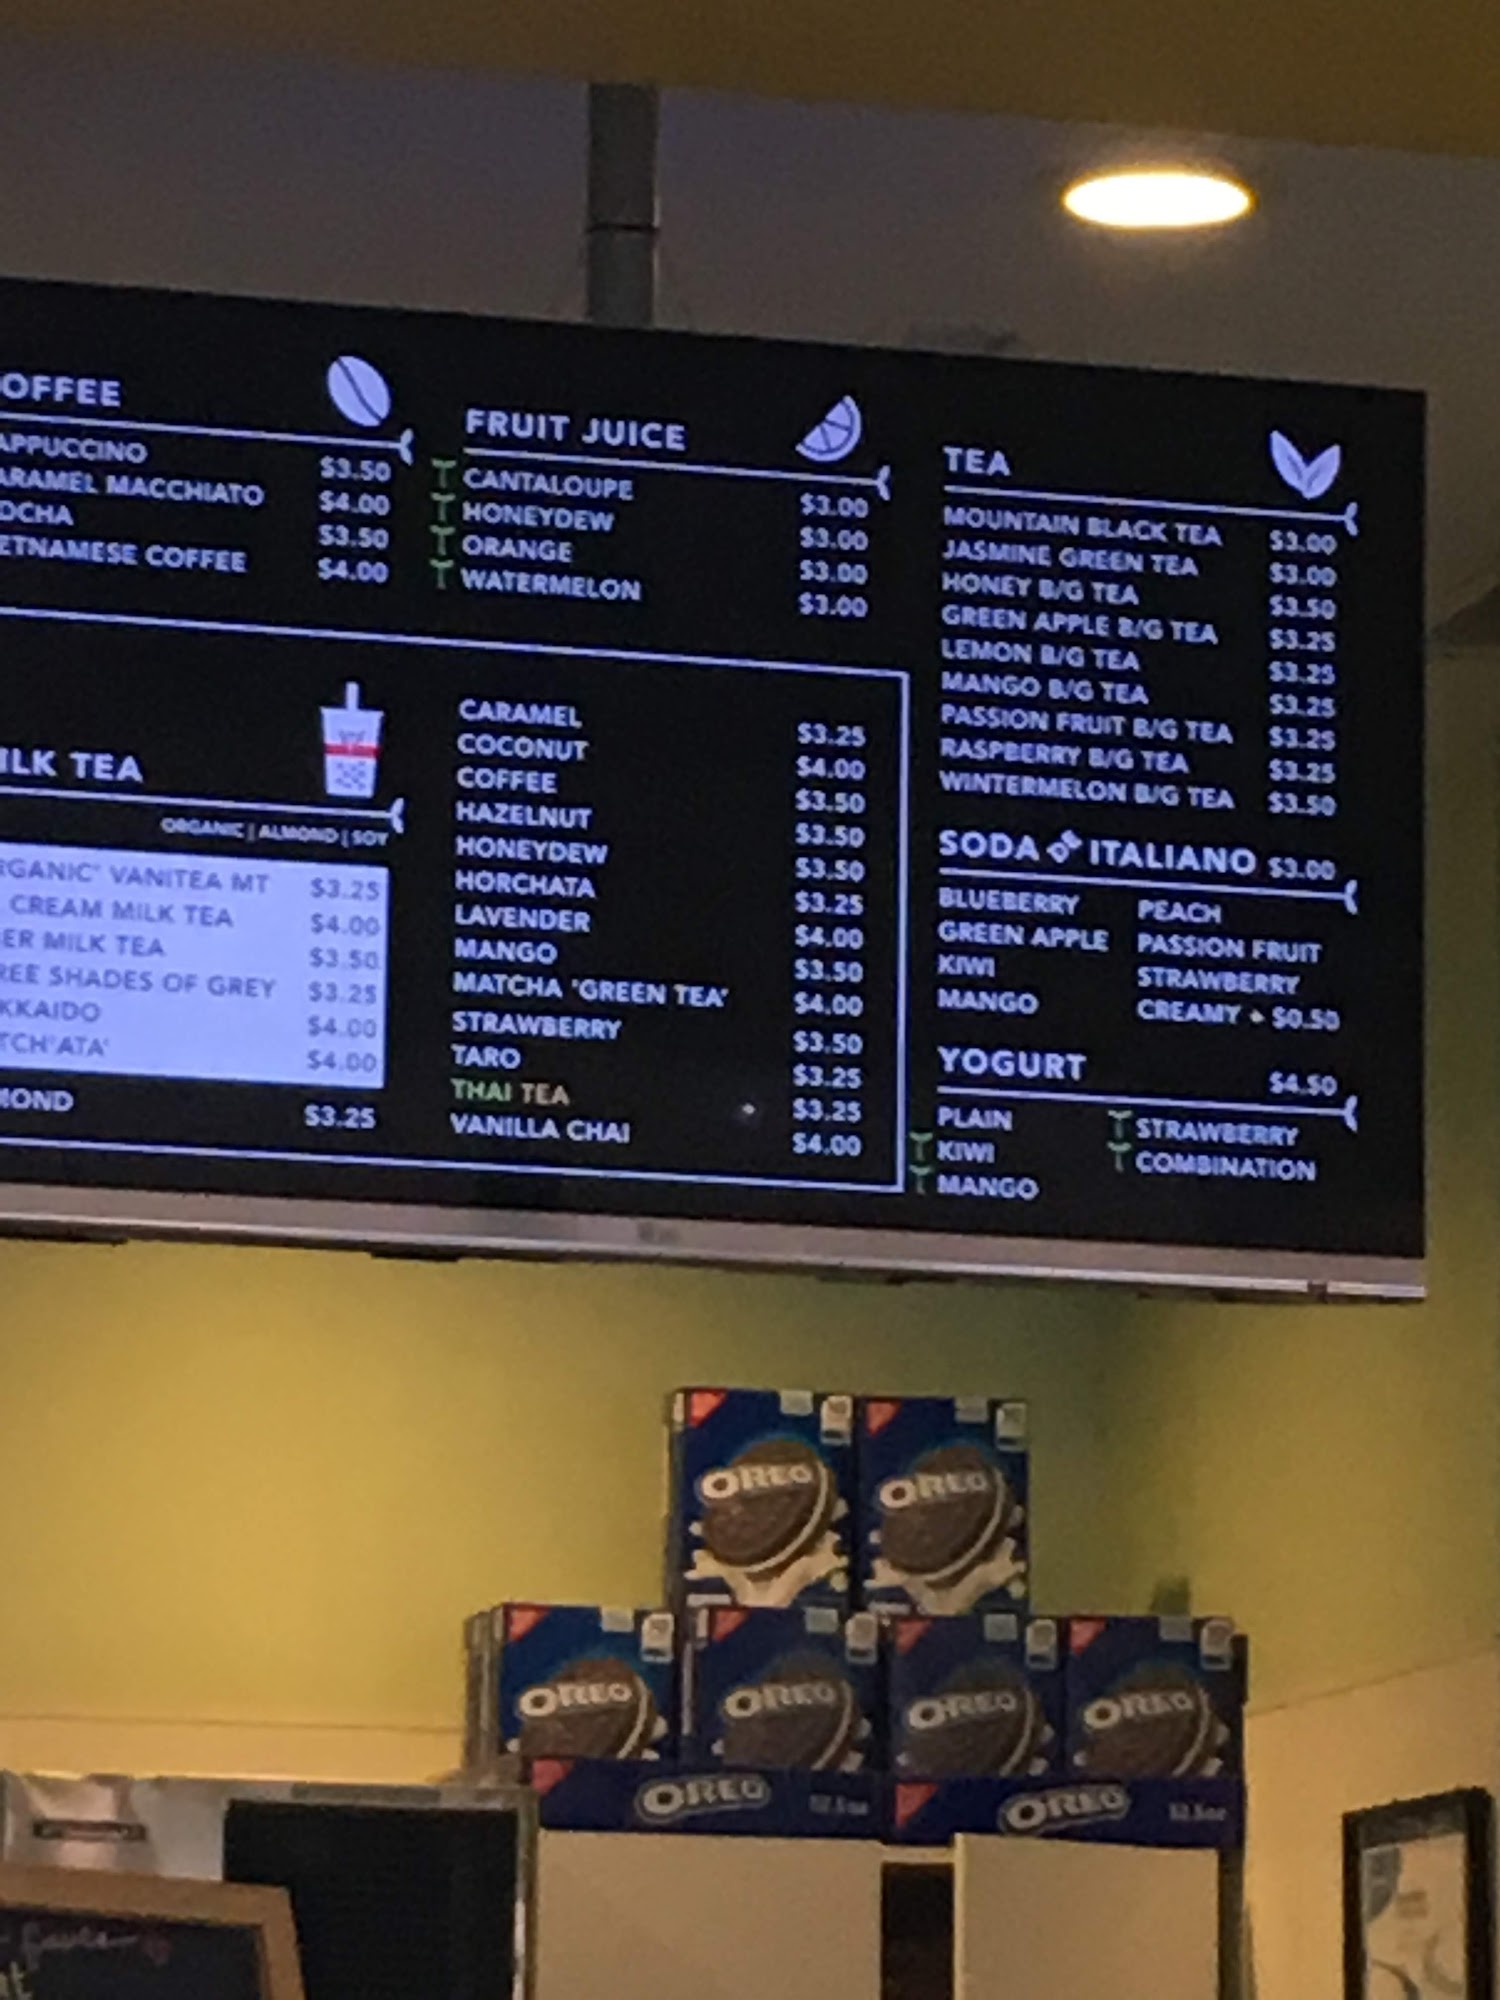 OFFEE
APPUCCINO $3.50
ARAMEL MACCHIATO $4.00
OCHA $3.50
ETNAMESE COFFEE $4.00
FRUIT JUICE
CANTALOUPE $3.00
HONEYDEW $3.00
ORANGE $3.00
WATERMELON $3.00
ILK TEA
ORGANIC | ALMOND | SOY
RGANIC' VANITEA MT $3.25
CREAM MILK TEA $4.00
ER MILK TEA $3.50
REE SHADES OF GREY $3.25
KKAIDO $4.00
TCH'ATA' $4.00
MOND $3.25
CARAMEL $3.25
COCONUT $4.00
COFFEE $3.50
HAZELNUT $3.50
HONEYDEW $3.50
HORCHATA $3.25
LAVENDER $4.00
MANGO $3.50
MATCHA 'GREEN TEA' $4.00
STRAWBERRY $3.50
TARO $3.25
THAI TEA $3.25
VANILLA CHAI $4.00
TEA
MOUNTAIN BLACK TEA $3.00
JASMINE GREEN TEA $3.00
HONEY B/G TEA $3.50
GREEN APPLE B/G TEA $3.25
LEMON B/G TEA $3.25
MANGO B/G TEA $3.25
PASSION FRUIT B/G TEA $3.25
RASPBERRY B/G TEA $3.25
WINTERMELON B/G TEA $3.50
SODA ITALIANO $3.00
BLUEBERRY PEACH
GREEN APPLE PASSION FRUIT
KIWI STRAWBERRY
MANGO CREAMY + $0.50
YOGURT $4.50
PLAIN STRAWBERRY
KIWI COMBINATION
MANGO
OREO OREO
OREO OREO OREO OREO
OREO OREO